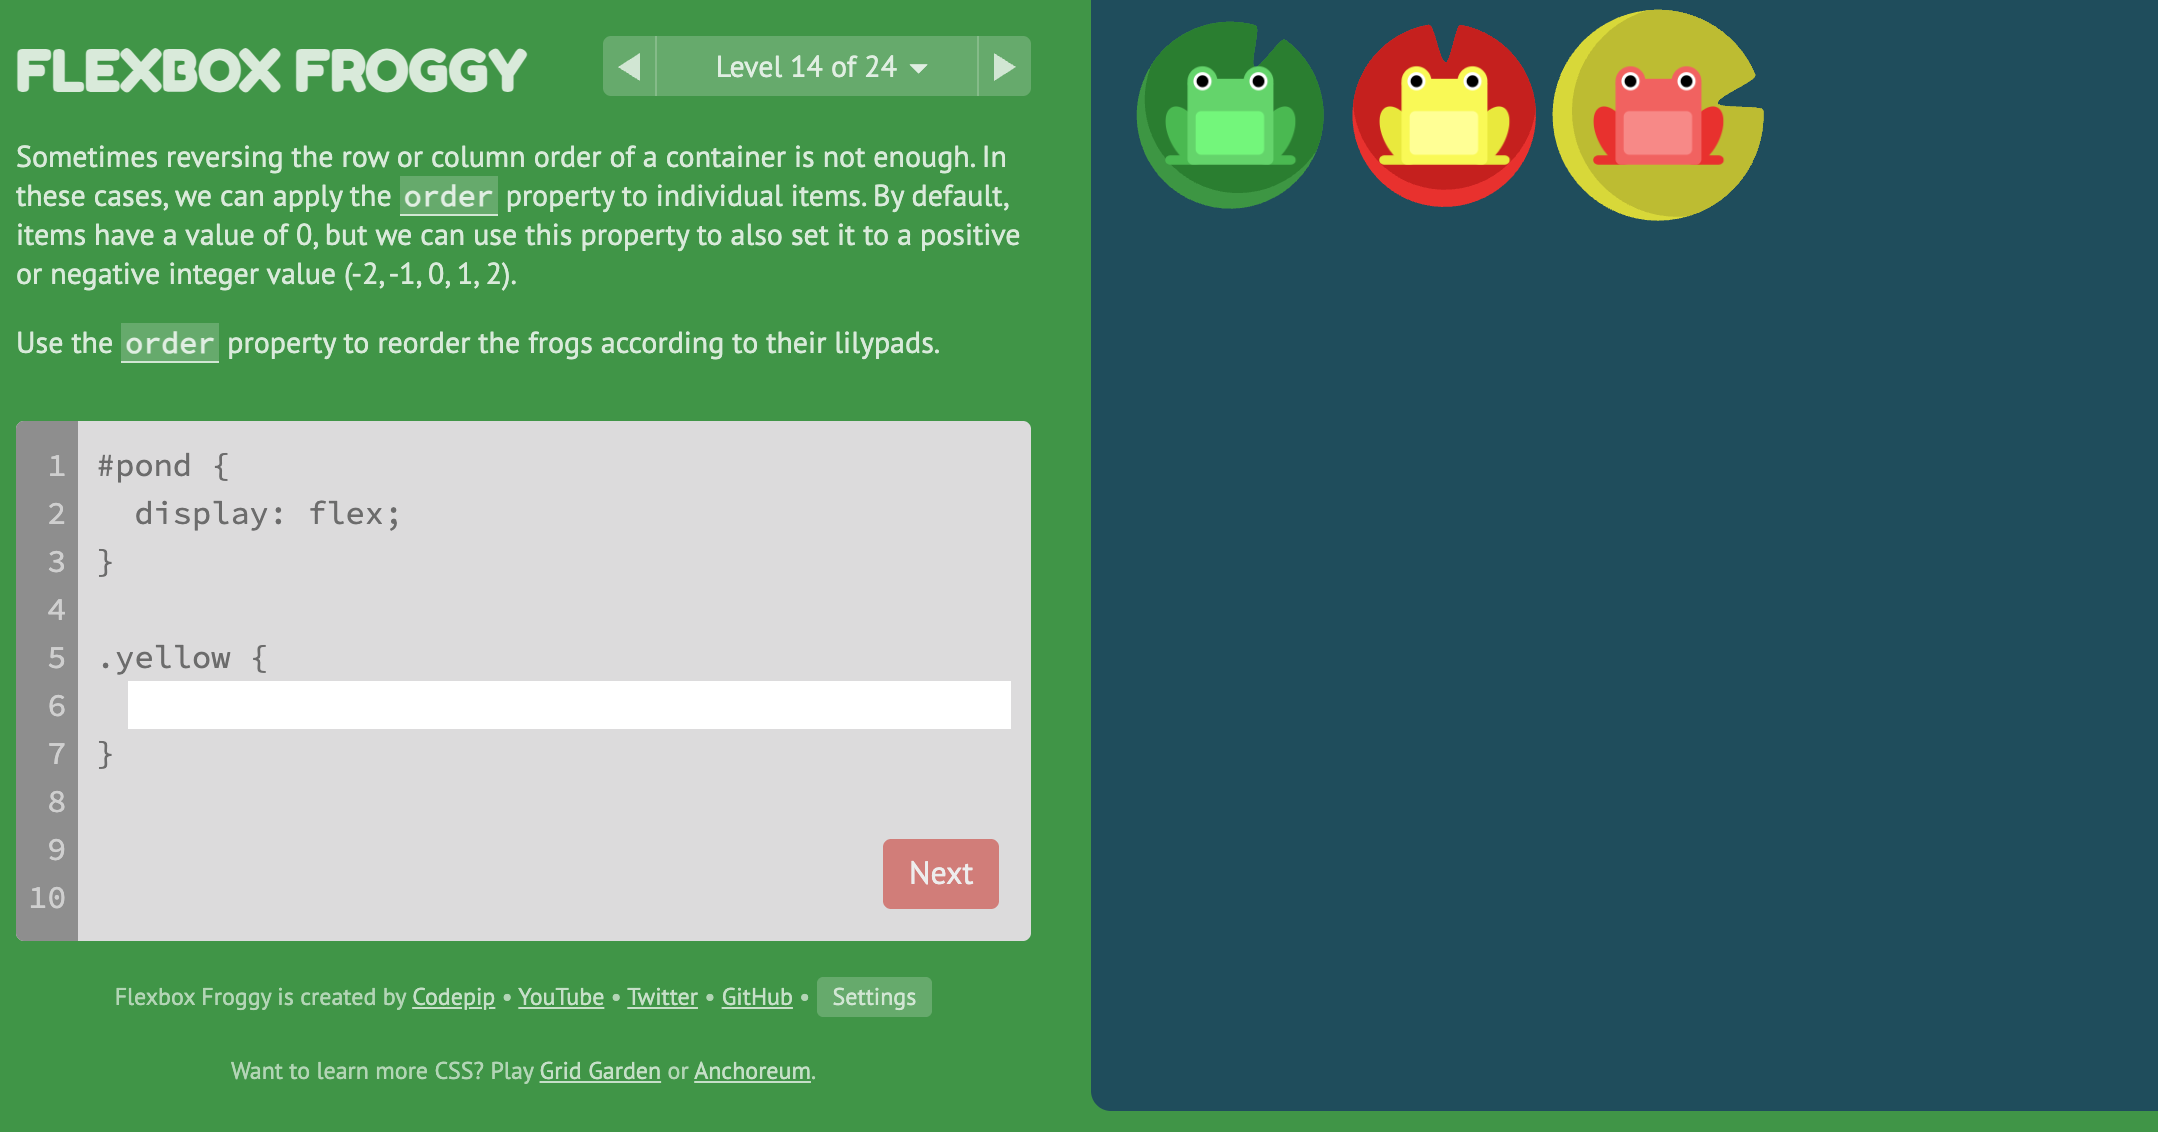 FLEXBOX FROGGY
Level 14 of 24
Sometimes reversing the row or column order of a container is not enough. In
these cases, we can apply the order property to individual items. By default,
items have a value of 0, but we can use this property to also set it to a positive
or negative integer value (-2, -1, 0, 1, 2).
Use the order property to reorder the frogs according to their lilypads.
1 #pond {
2   display: flex;
3 }
4
5 .yellow {
6
7 }
8
9
10
Next
Flexbox Froggy is created by Codepip • YouTube • Twitter • GitHub • Settings
Want to learn more CSS? Play Grid Garden or Anchoreum.